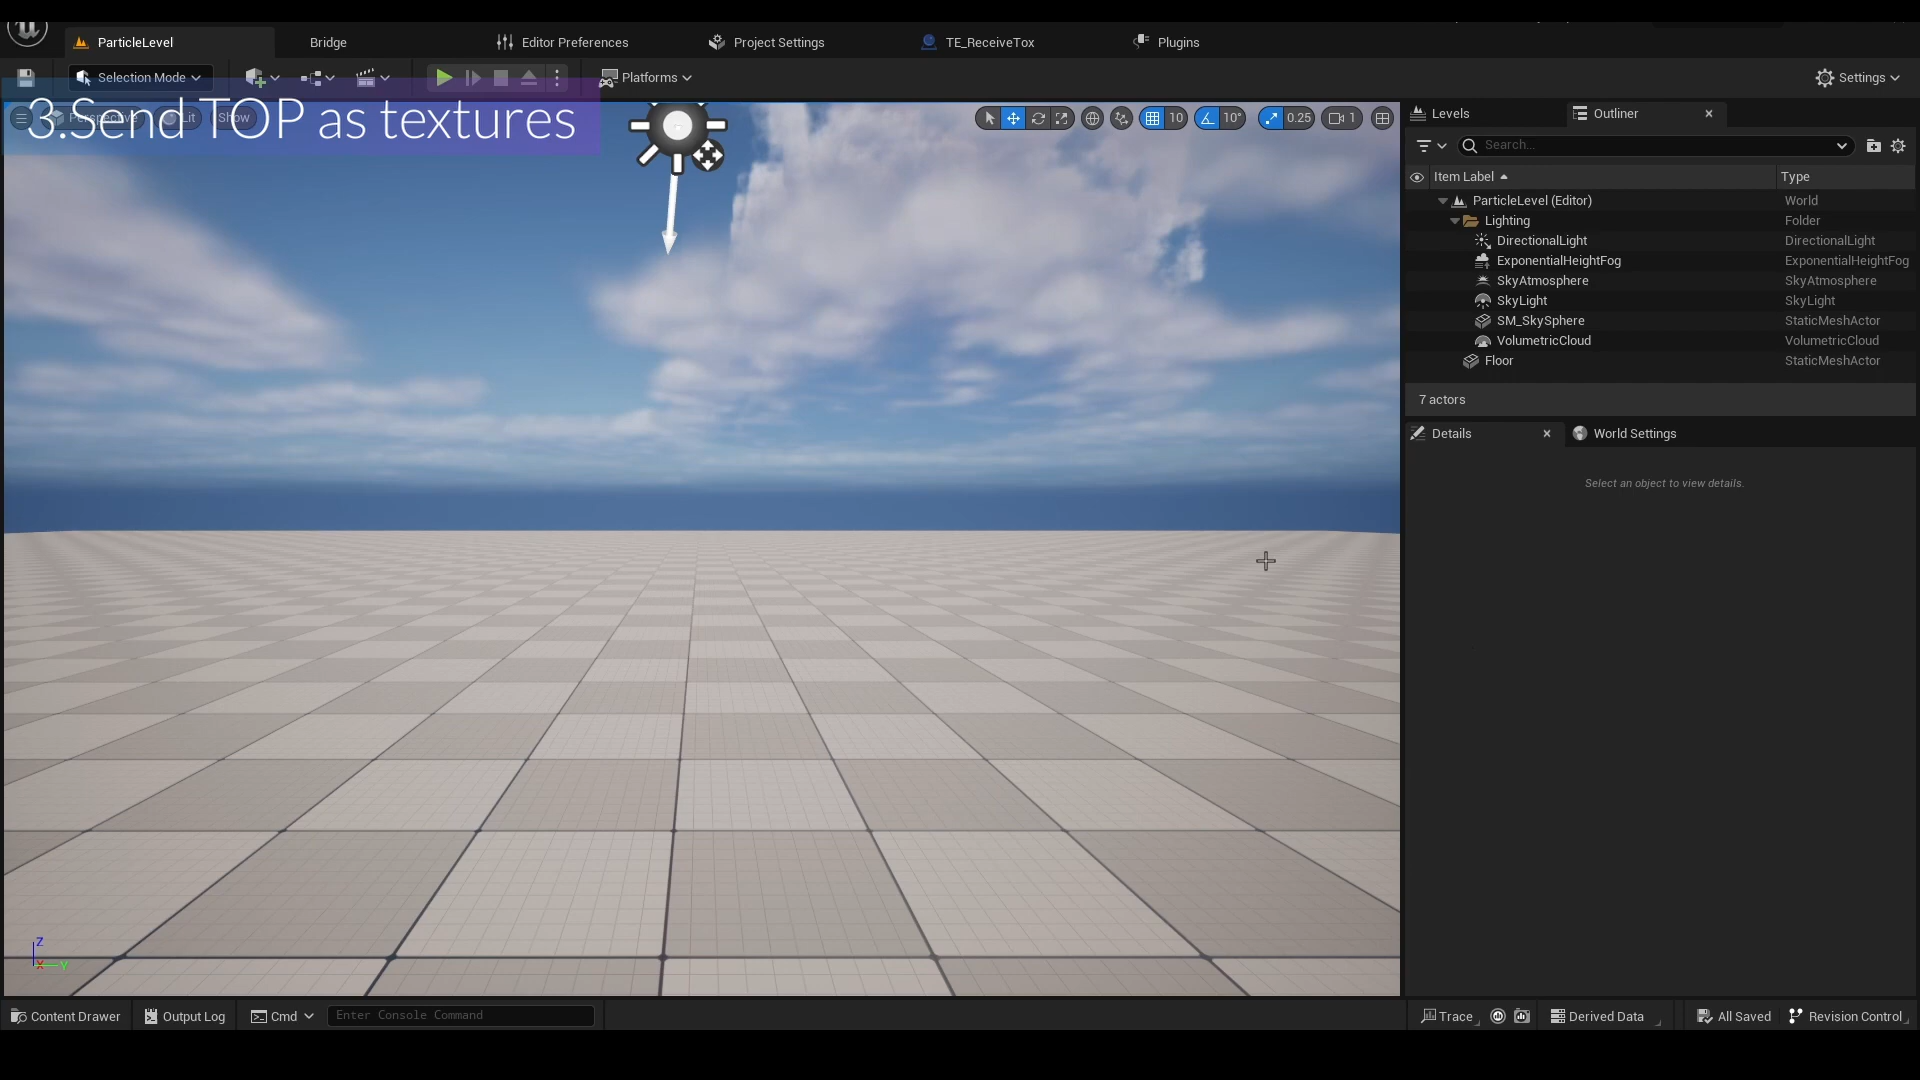 ParticleLevel
Bridge
Editor Preferences
Project Settings
TE_ReceiveTox
Plugins
Selection Mode
Platforms
Settings
3.Send TOP as textures
Perspective
Lit
Show
10
10°
0.25
1
Levels
Outliner
Search...
Item Label
Type
ParticleLevel (Editor)
World
Lighting
Folder
DirectionalLight
DirectionalLight
ExponentialHeightFog
ExponentialHeightFog
SkyAtmosphere
SkyAtmosphere
SkyLight
SkyLight
SM_SkySphere
StaticMeshActor
VolumetricCloud
VolumetricCloud
Floor
StaticMeshActor
7 actors
Details
World Settings
Select an object to view details.
Z
X
Y
Content Drawer
Output Log
Cmd
Enter Console Command
Trace
Derived Data
All Saved
Revision Control